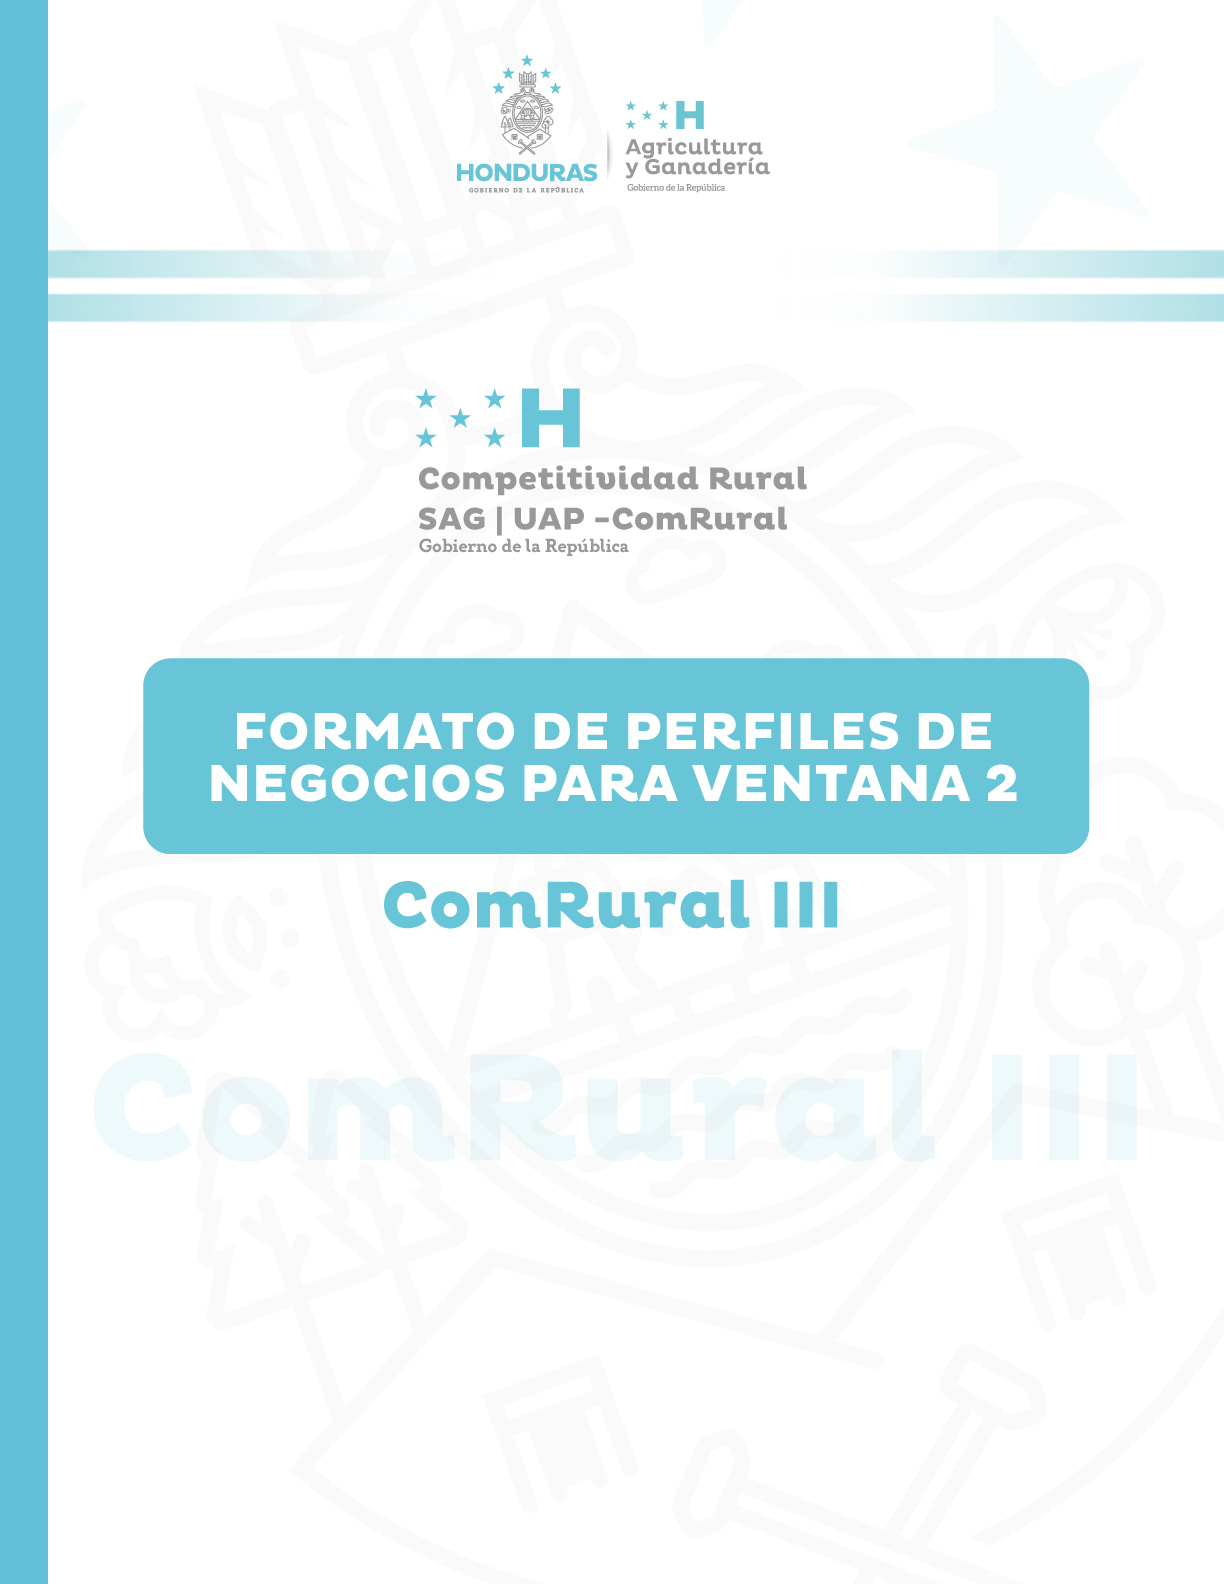 HONDURAS
GOBIERNO DE LA REPÚBLICA
H
Agricultura
y Ganadería
Gobierno de la República
H
Competitividad Rural
SAG | UAP -ComRural
Gobierno de la República
FORMATO DE PERFILES DE
NEGOCIOS PARA VENTANA 2
ComRural III
ComRural III